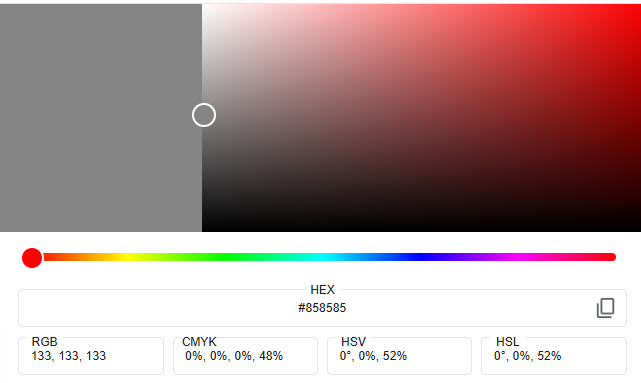 HEX
#858585
RGB
133, 133, 133
CMYK
0%, 0%, 0%, 48%
HSV
0°, 0%, 52%
HSL
0°, 0%, 52%